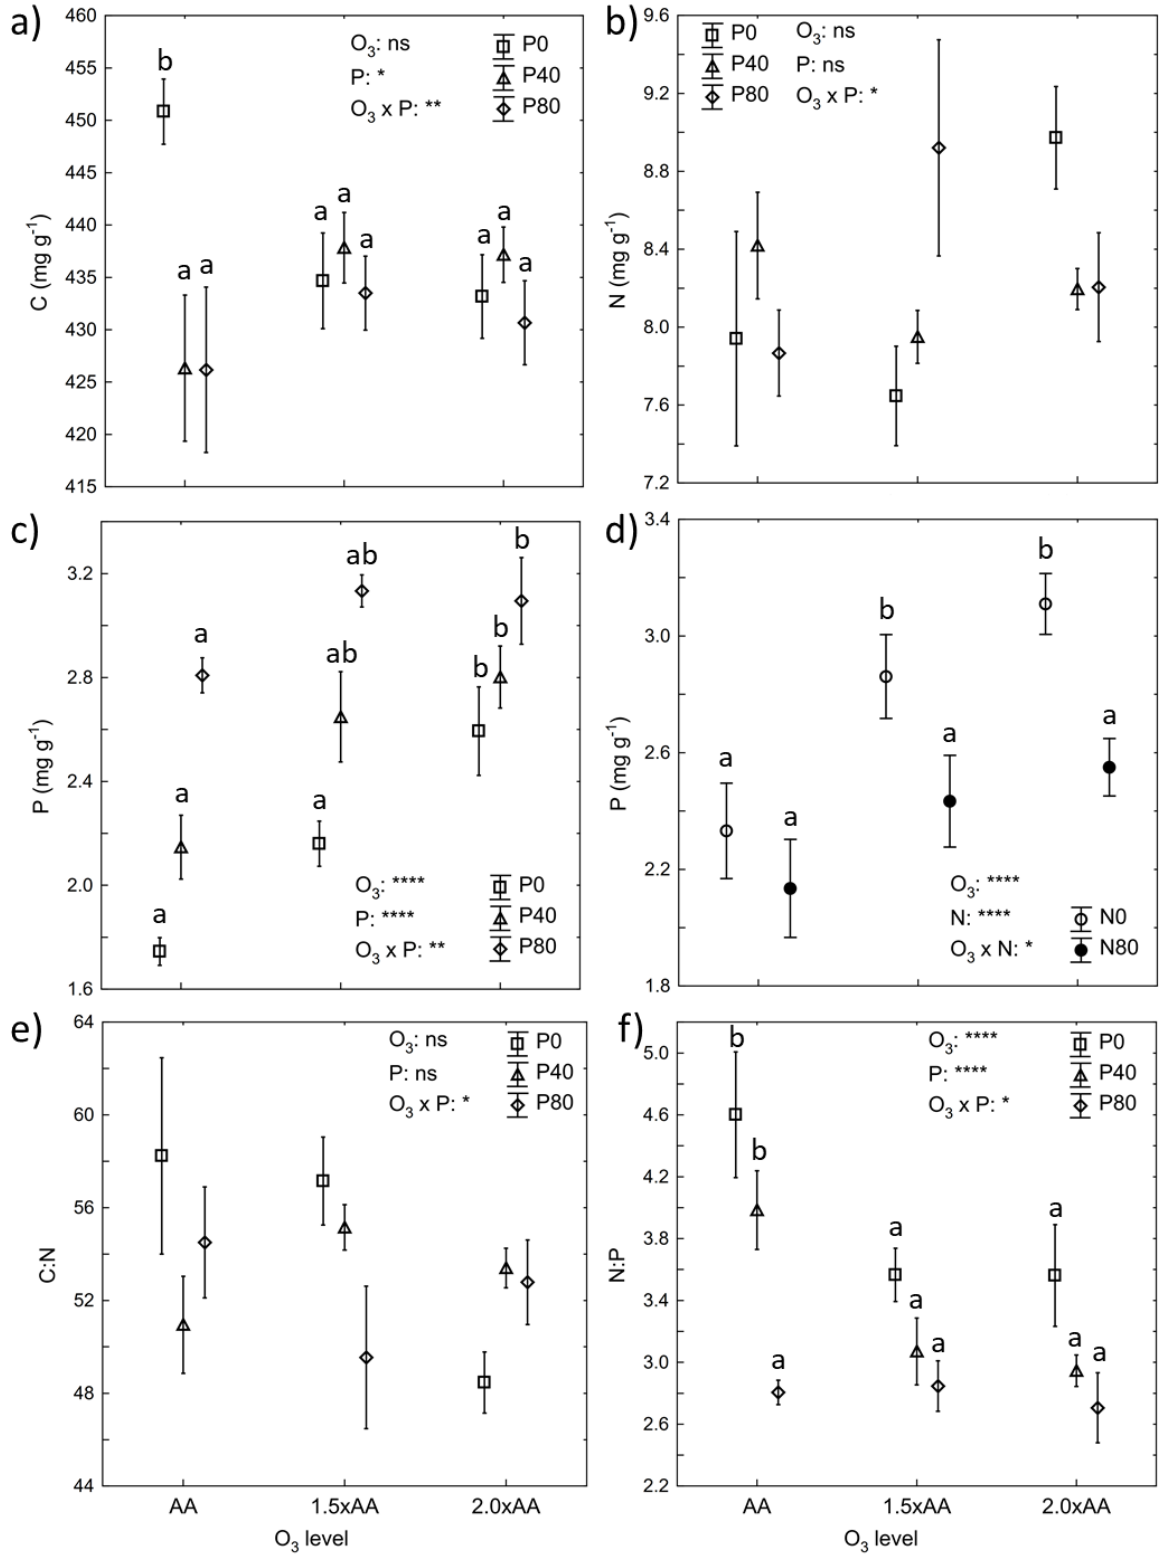 a)
460
455
450
445
440
435
430
425
420
415
C (mg g-1)
O3: ns
P: *
O3 x P: **
P0
P40
P80
b
a
a
a
a
a
a
a
a
b)
9.6
9.2
8.8
8.4
8.0
7.6
7.2
N (mg g-1)
P0
P40
P80
O3: ns
P: ns
O3 x P: *
c)
3.2
2.8
2.4
2.0
1.6
P (mg g-1)
a
a
a
a
ab
ab
b
b
b
O3: ****
P: ****
O3 x P: **
P0
P40
P80
d)
3.4
3.0
2.6
2.2
1.8
P (mg g-1)
a
a
b
a
b
a
O3: ****
N: ****
O3 x N: *
N0
N80
e)
64
60
56
52
48
44
C:N
O3: ns
P: ns
O3 x P: *
P0
P40
P80
AA
1.5xAA
2.0xAA
O3 level
f)
5.0
4.6
4.2
3.8
3.4
3.0
2.6
2.2
N:P
b
b
a
a
a
a
a
a
a
O3: ****
P: ****
O3 x P: *
P0
P40
P80
AA
1.5xAA
2.0xAA
O3 level